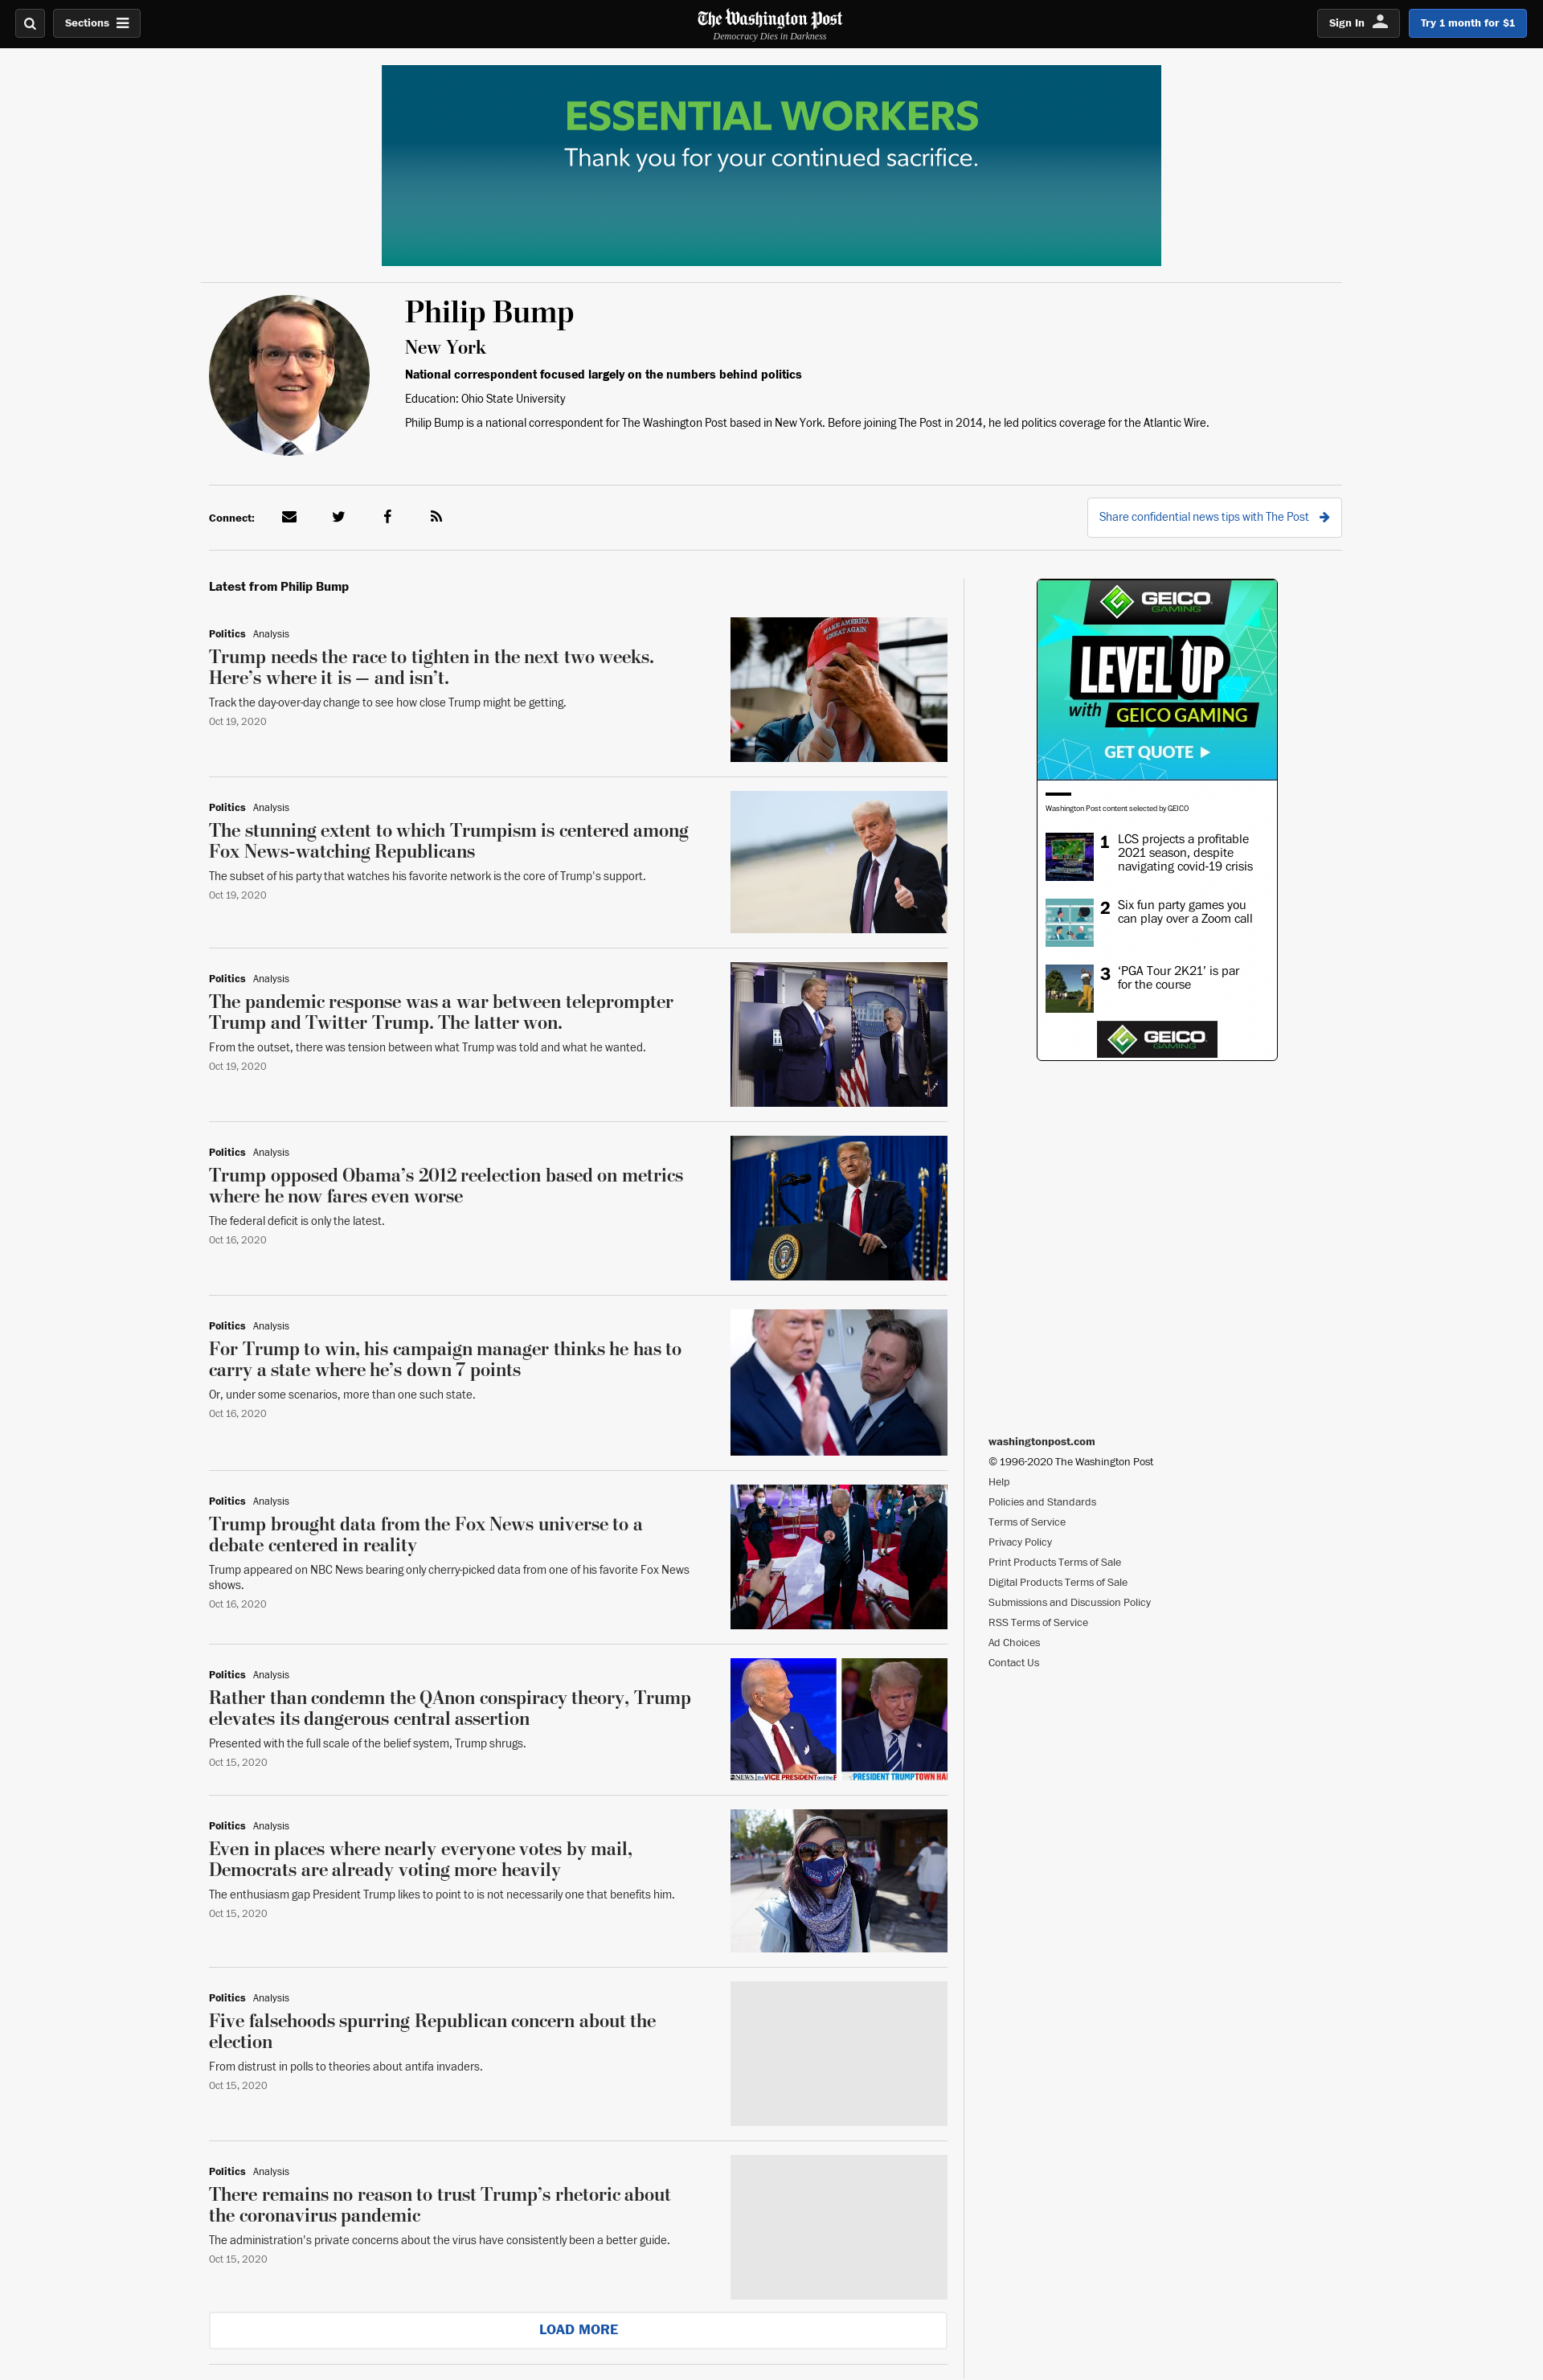 Sections
The Washington Post
Democracy Dies in Darkness
Sign In
Try 1 month for $1
ESSENTIAL WORKERS
Thank you for your continued sacrifice.
Philip Bump
New York
National correspondent focused largely on the numbers behind politics
Education: Ohio State University
Philip Bump is a national correspondent for The Washington Post based in New York. Before joining The Post in 2014, he led politics coverage for the Atlantic Wire.
Connect:
Share confidential news tips with The Post
Latest from Philip Bump
Politics Analysis
Trump needs the race to tighten in the next two weeks.
Here’s where it is — and isn’t.
Track the day-over-day change to see how close Trump might be getting.
Oct 19, 2020
MAKE AMERICA
GREAT AGAIN
Politics Analysis
The stunning extent to which Trumpism is centered among
Fox News-watching Republicans
The subset of his party that watches his favorite network is the core of Trump's support.
Oct 19, 2020
Politics Analysis
The pandemic response was a war between teleprompter
Trump and Twitter Trump. The latter won.
From the outset, there was tension between what Trump was told and what he wanted.
Oct 19, 2020
Politics Analysis
Trump opposed Obama’s 2012 reelection based on metrics
where he now fares even worse
The federal deficit is only the latest.
Oct 16, 2020
Politics Analysis
For Trump to win, his campaign manager thinks he has to
carry a state where he’s down 7 points
Or, under some scenarios, more than one such state.
Oct 16, 2020
Politics Analysis
Trump brought data from the Fox News universe to a
debate centered in reality
Trump appeared on NBC News bearing only cherry-picked data from one of his favorite Fox News
shows.
Oct 16, 2020
Politics Analysis
Rather than condemn the QAnon conspiracy theory, Trump
elevates its dangerous central assertion
Presented with the full scale of the belief system, Trump shrugs.
Oct 15, 2020
NEWS the VICE PRESIDENT and the
PRESIDENT TRUMP TOWN HA
Politics Analysis
Even in places where nearly everyone votes by mail,
Democrats are already voting more heavily
The enthusiasm gap President Trump likes to point to is not necessarily one that benefits him.
Oct 15, 2020
Politics Analysis
Five falsehoods spurring Republican concern about the
election
From distrust in polls to theories about antifa invaders.
Oct 15, 2020
Politics Analysis
There remains no reason to trust Trump’s rhetoric about
the coronavirus pandemic
The administration's private concerns about the virus have consistently been a better guide.
Oct 15, 2020
LOAD MORE
GEICO
GAMING
LEVEL UP
with GEICO GAMING
GET QUOTE
Washington Post content selected by GEICO
1 LCS projects a profitable
2021 season, despite
navigating covid-19 crisis
2 Six fun party games you
can play over a Zoom call
3 ‘PGA Tour 2K21’ is par
for the course
GEICO
GAMING
washingtonpost.com
© 1996-2020 The Washington Post
Help
Policies and Standards
Terms of Service
Privacy Policy
Print Products Terms of Sale
Digital Products Terms of Sale
Submissions and Discussion Policy
RSS Terms of Service
Ad Choices
Contact Us